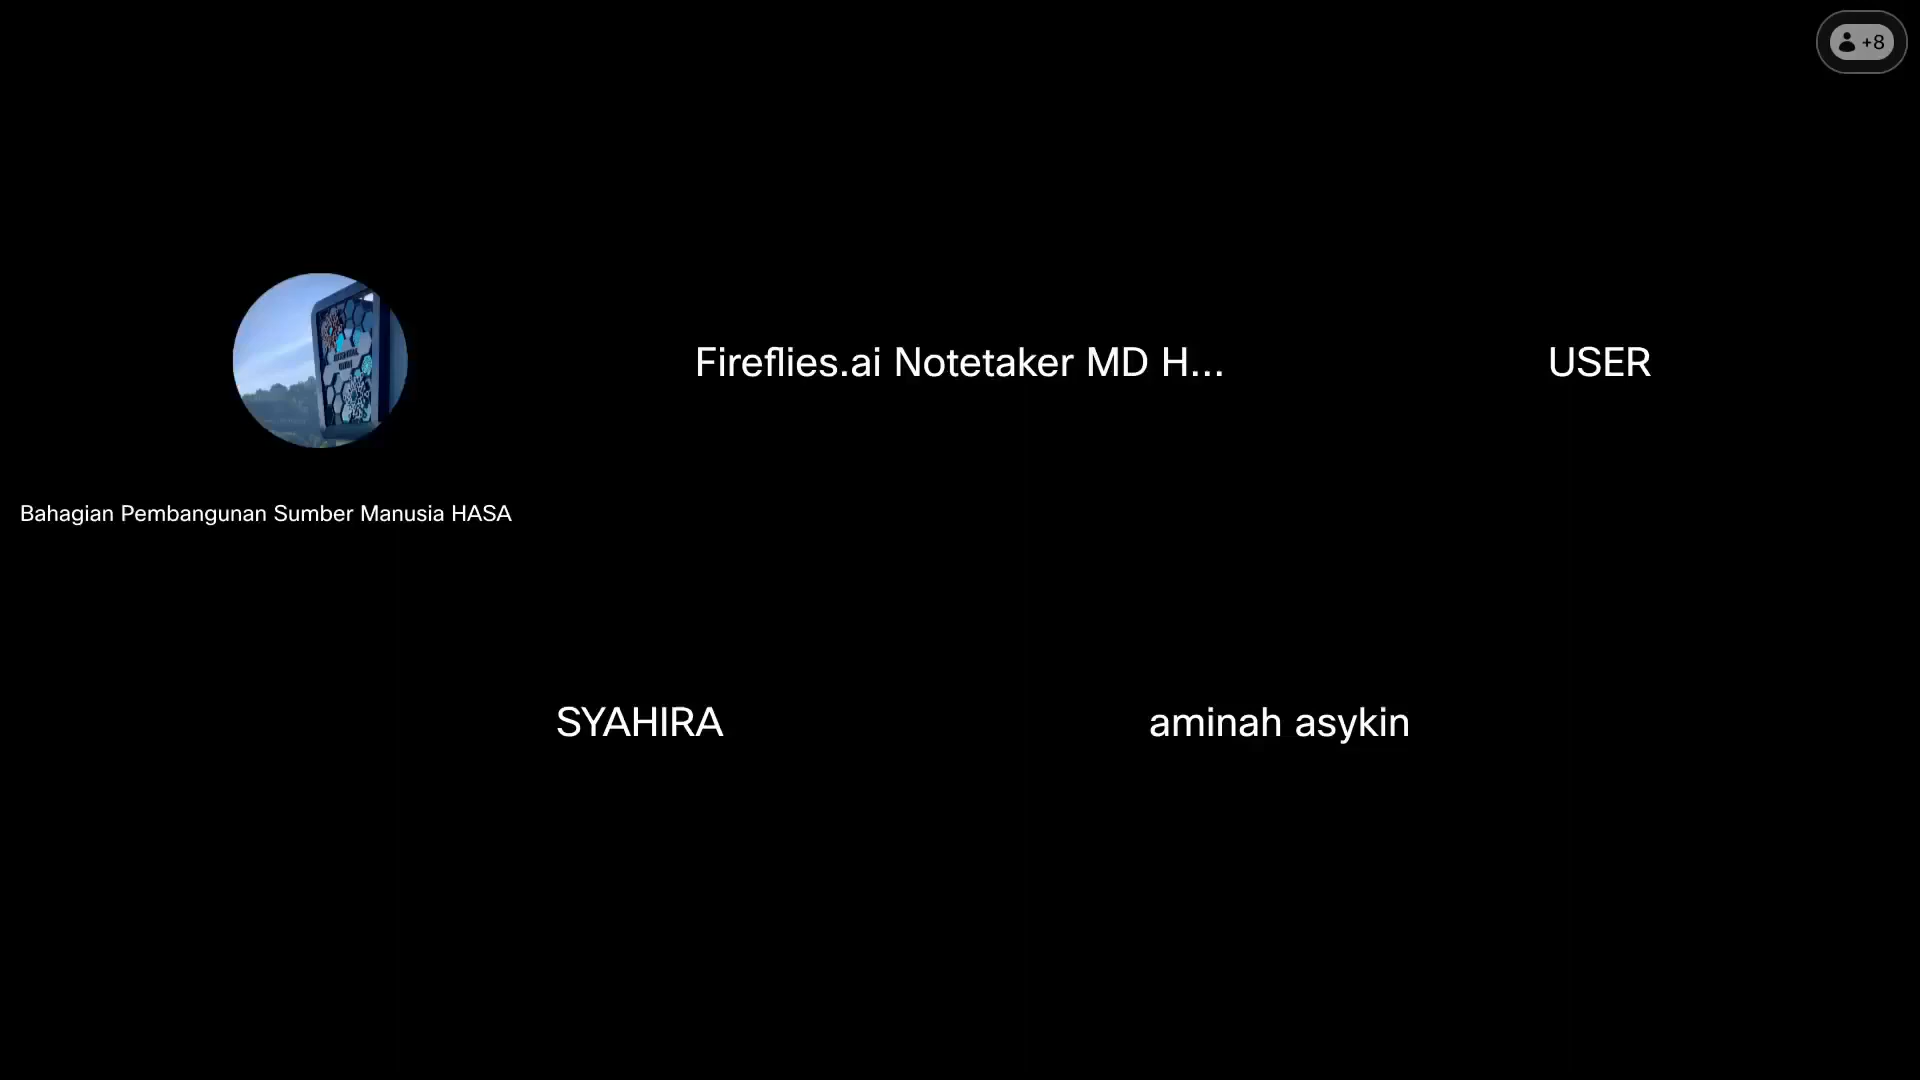 +8
Fireflies.ai Notetaker MD H...
USER
Bahagian Pembangunan Sumber Manusia HASA
SYAHIRA
aminah asykin